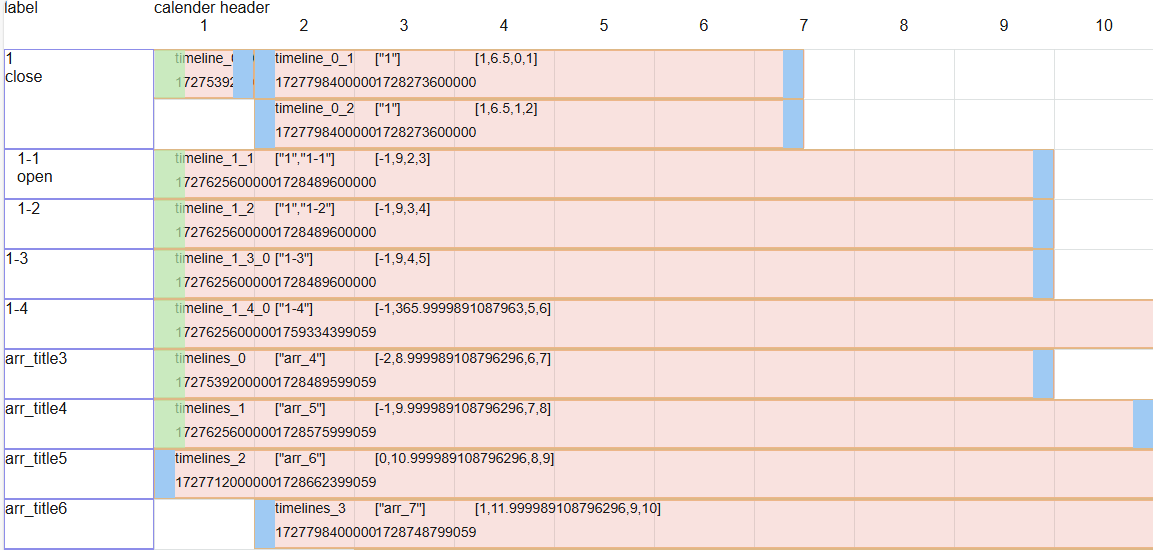 label calender header
1 2 3 4 5 6 7 8 9 10
1 timeline_0_ timeline_0_1 ["1"] [1,6.5,0,1]
close 17275392 17277984000001728273600000
timeline_0_2 ["1"] [1,6.5,1,2]
17277984000001728273600000
1-1 timeline_1_1 ["1","1-1"] [-1,9,2,3]
open 17276256000001728489600000
1-2 timeline_1_2 ["1","1-2"] [-1,9,3,4]
17276256000001728489600000
1-3 timeline_1_3_0 ["1-3"] [-1,9,4,5]
17276256000001728489600000
1-4 timeline_1_4_0 ["1-4"] [-1,365.9999891087963,5,6]
17276256000001759334399059
arr_title3 timelines_0 ["arr_4"] [-2,8.999989108796296,6,7]
17275392000001728489599059
arr_title4 timelines_1 ["arr_5"] [-1,9.999989108796296,7,8]
17276256000001728575999059
arr_title5 timelines_2 ["arr_6"] [0,10.999989108796296,8,9]
17277120000001728662399059
arr_title6 timelines_3 ["arr_7"] [1,11.999989108796296,9,10]
17277984000001728748799059